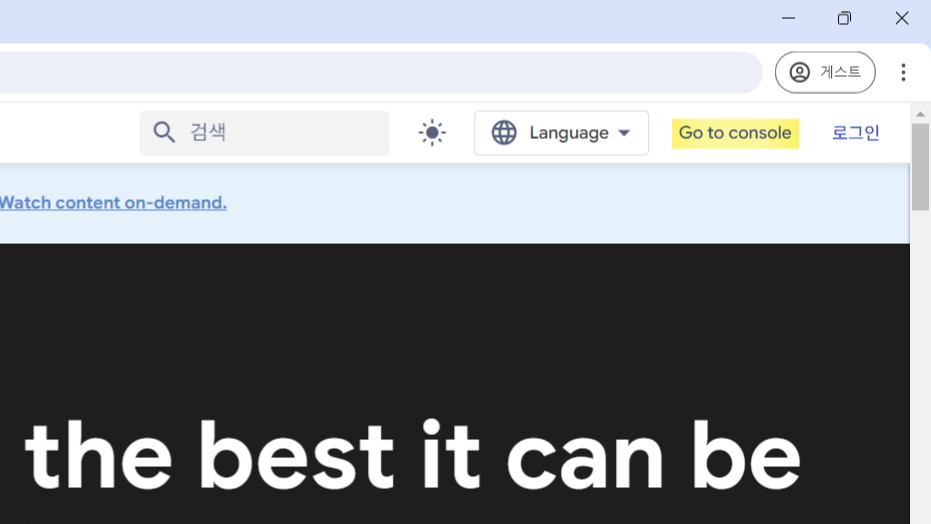 게스트
검색
Language
Go to console
로그인
Watch content on-demand.
the best it can be